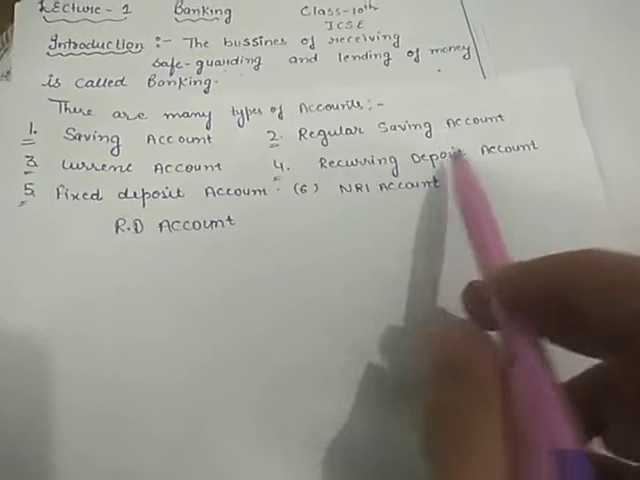 Lecture - 1 Banking Class-10th
ICSE
Introduction :- The bussines of receiving
safe-guanding and lending of money
is called Banking.
There are many types of Accounts:-
1. Saving Account 2. Regular Saving Account
3. Current Account 4. Recurring Deposit Account
5. Fixed deposit Account. (6) NRI Account
R.D Account